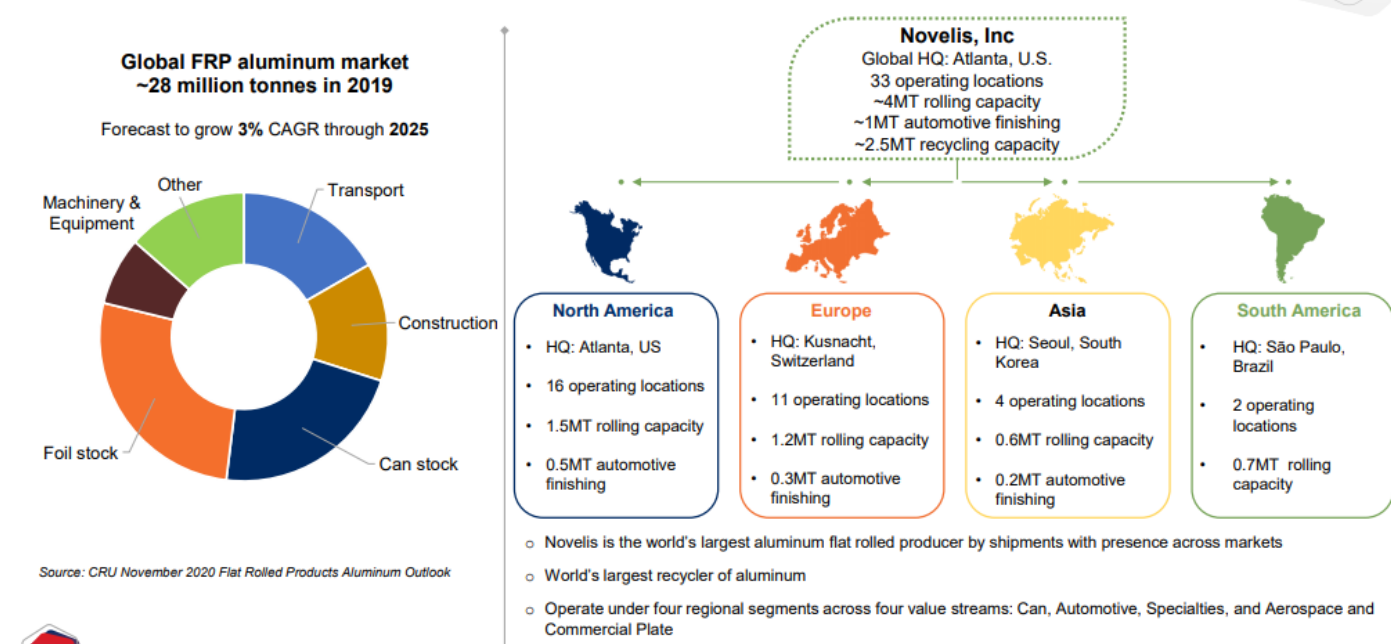 Global FRP aluminum market
~28 million tonnes in 2019
Forecast to grow 3% CAGR through 2025
Other
Transport
Machinery &
Equipment
Construction
Foil stock
Can stock
Source: CRU November 2020 Flat Rolled Products Aluminum Outlook
Novelis, Inc
Global HQ: Atlanta, U.S.
33 operating locations
~4MT rolling capacity
~1MT automotive finishing
~2.5MT recycling capacity
North America
• HQ: Atlanta, US
• 16 operating locations
• 1.5MT rolling capacity
• 0.5MT automotive
finishing
Europe
• HQ: Kusnacht,
Switzerland
• 11 operating locations
• 1.2MT rolling capacity
• 0.3MT automotive
finishing
Asia
• HQ: Seoul, South
Korea
• 4 operating locations
• 0.6MT rolling capacity
• 0.2MT automotive
finishing
South America
• HQ: São Paulo,
Brazil
• 2 operating
locations
• 0.7MT rolling
capacity
o Novelis is the world's largest aluminum flat rolled producer by shipments with presence across markets
o World's largest recycler of aluminum
o Operate under four regional segments across four value streams: Can, Automotive, Specialties, and Aerospace and
Commercial Plate